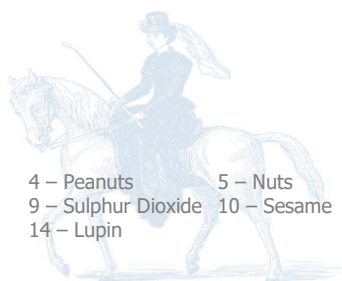 4 – Peanuts 5 – Nuts
9 – Sulphur Dioxide 10 – Sesame
14 – Lupin